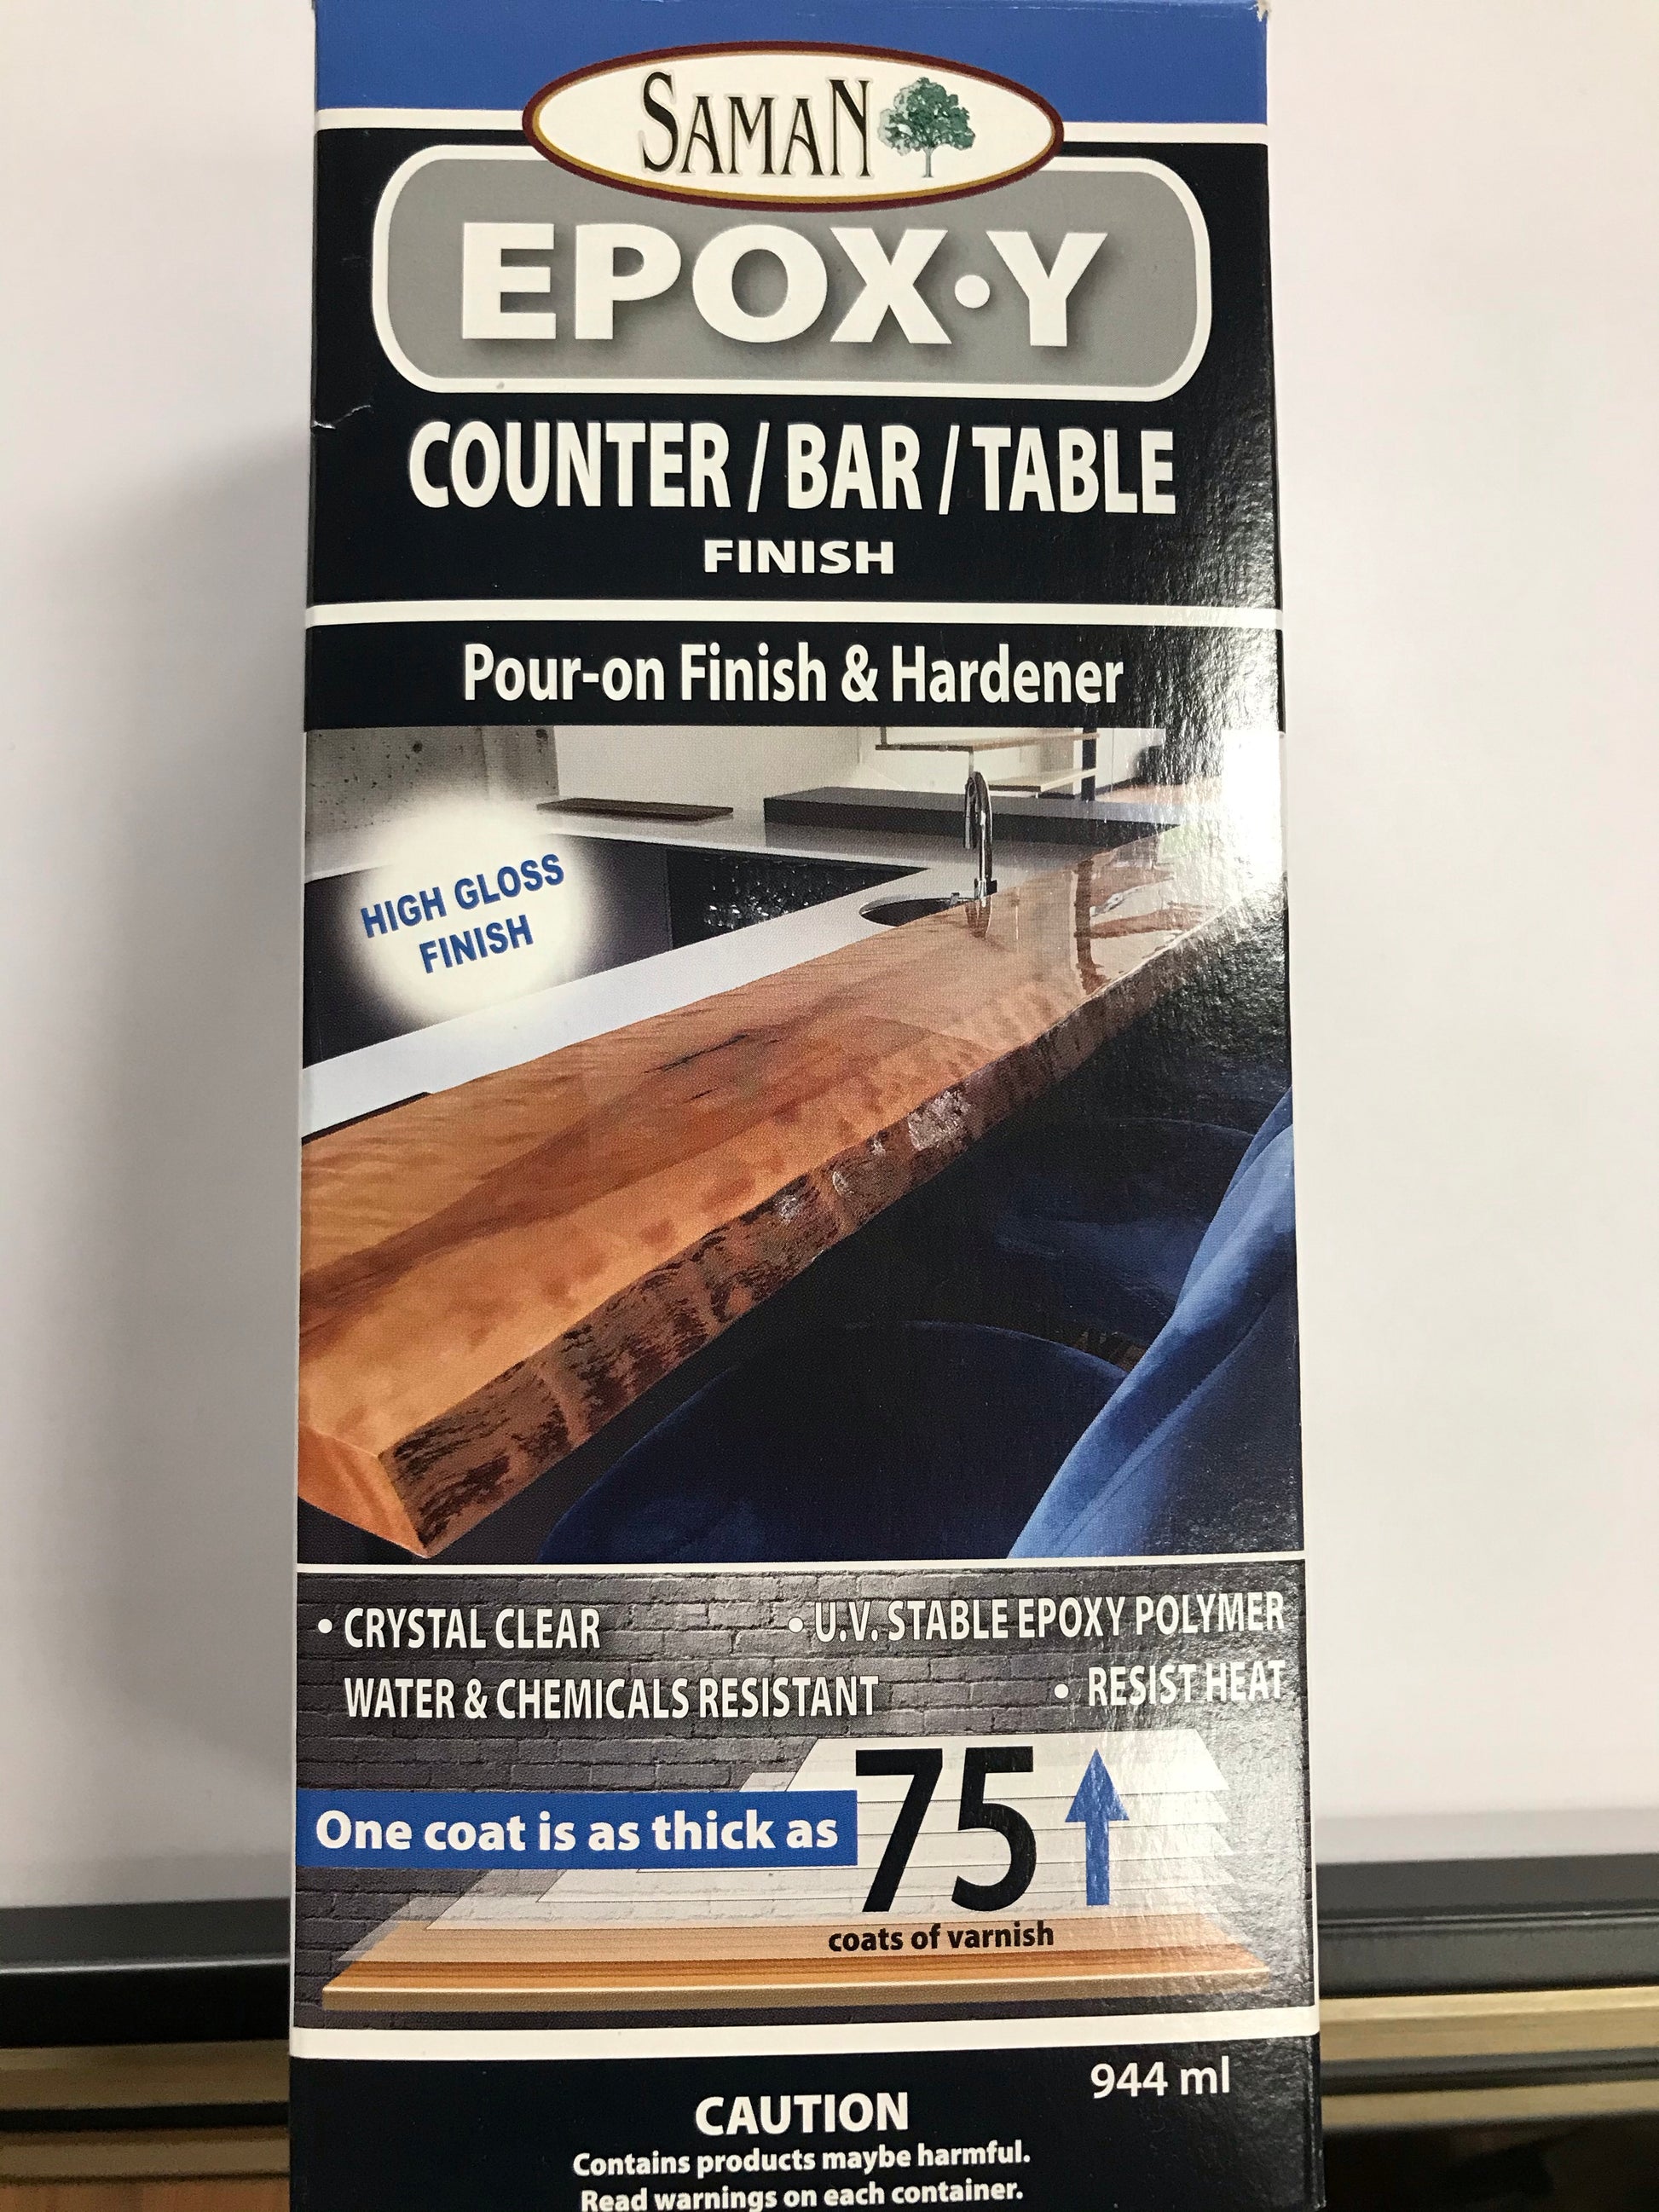 SAMAN
EPOX·Y
COUNTER / BAR / TABLE
FINISH
Pour-on Finish & Hardener
HIGH GLOSS
FINISH
• CRYSTAL CLEAR • U.V. STABLE EPOXY POLYMER
WATER & CHEMICALS RESISTANT • RESIST HEAT
One coat is as thick as 75
coats of varnish
944 ml
CAUTION
Contains products maybe harmful.
Read warnings on each container.